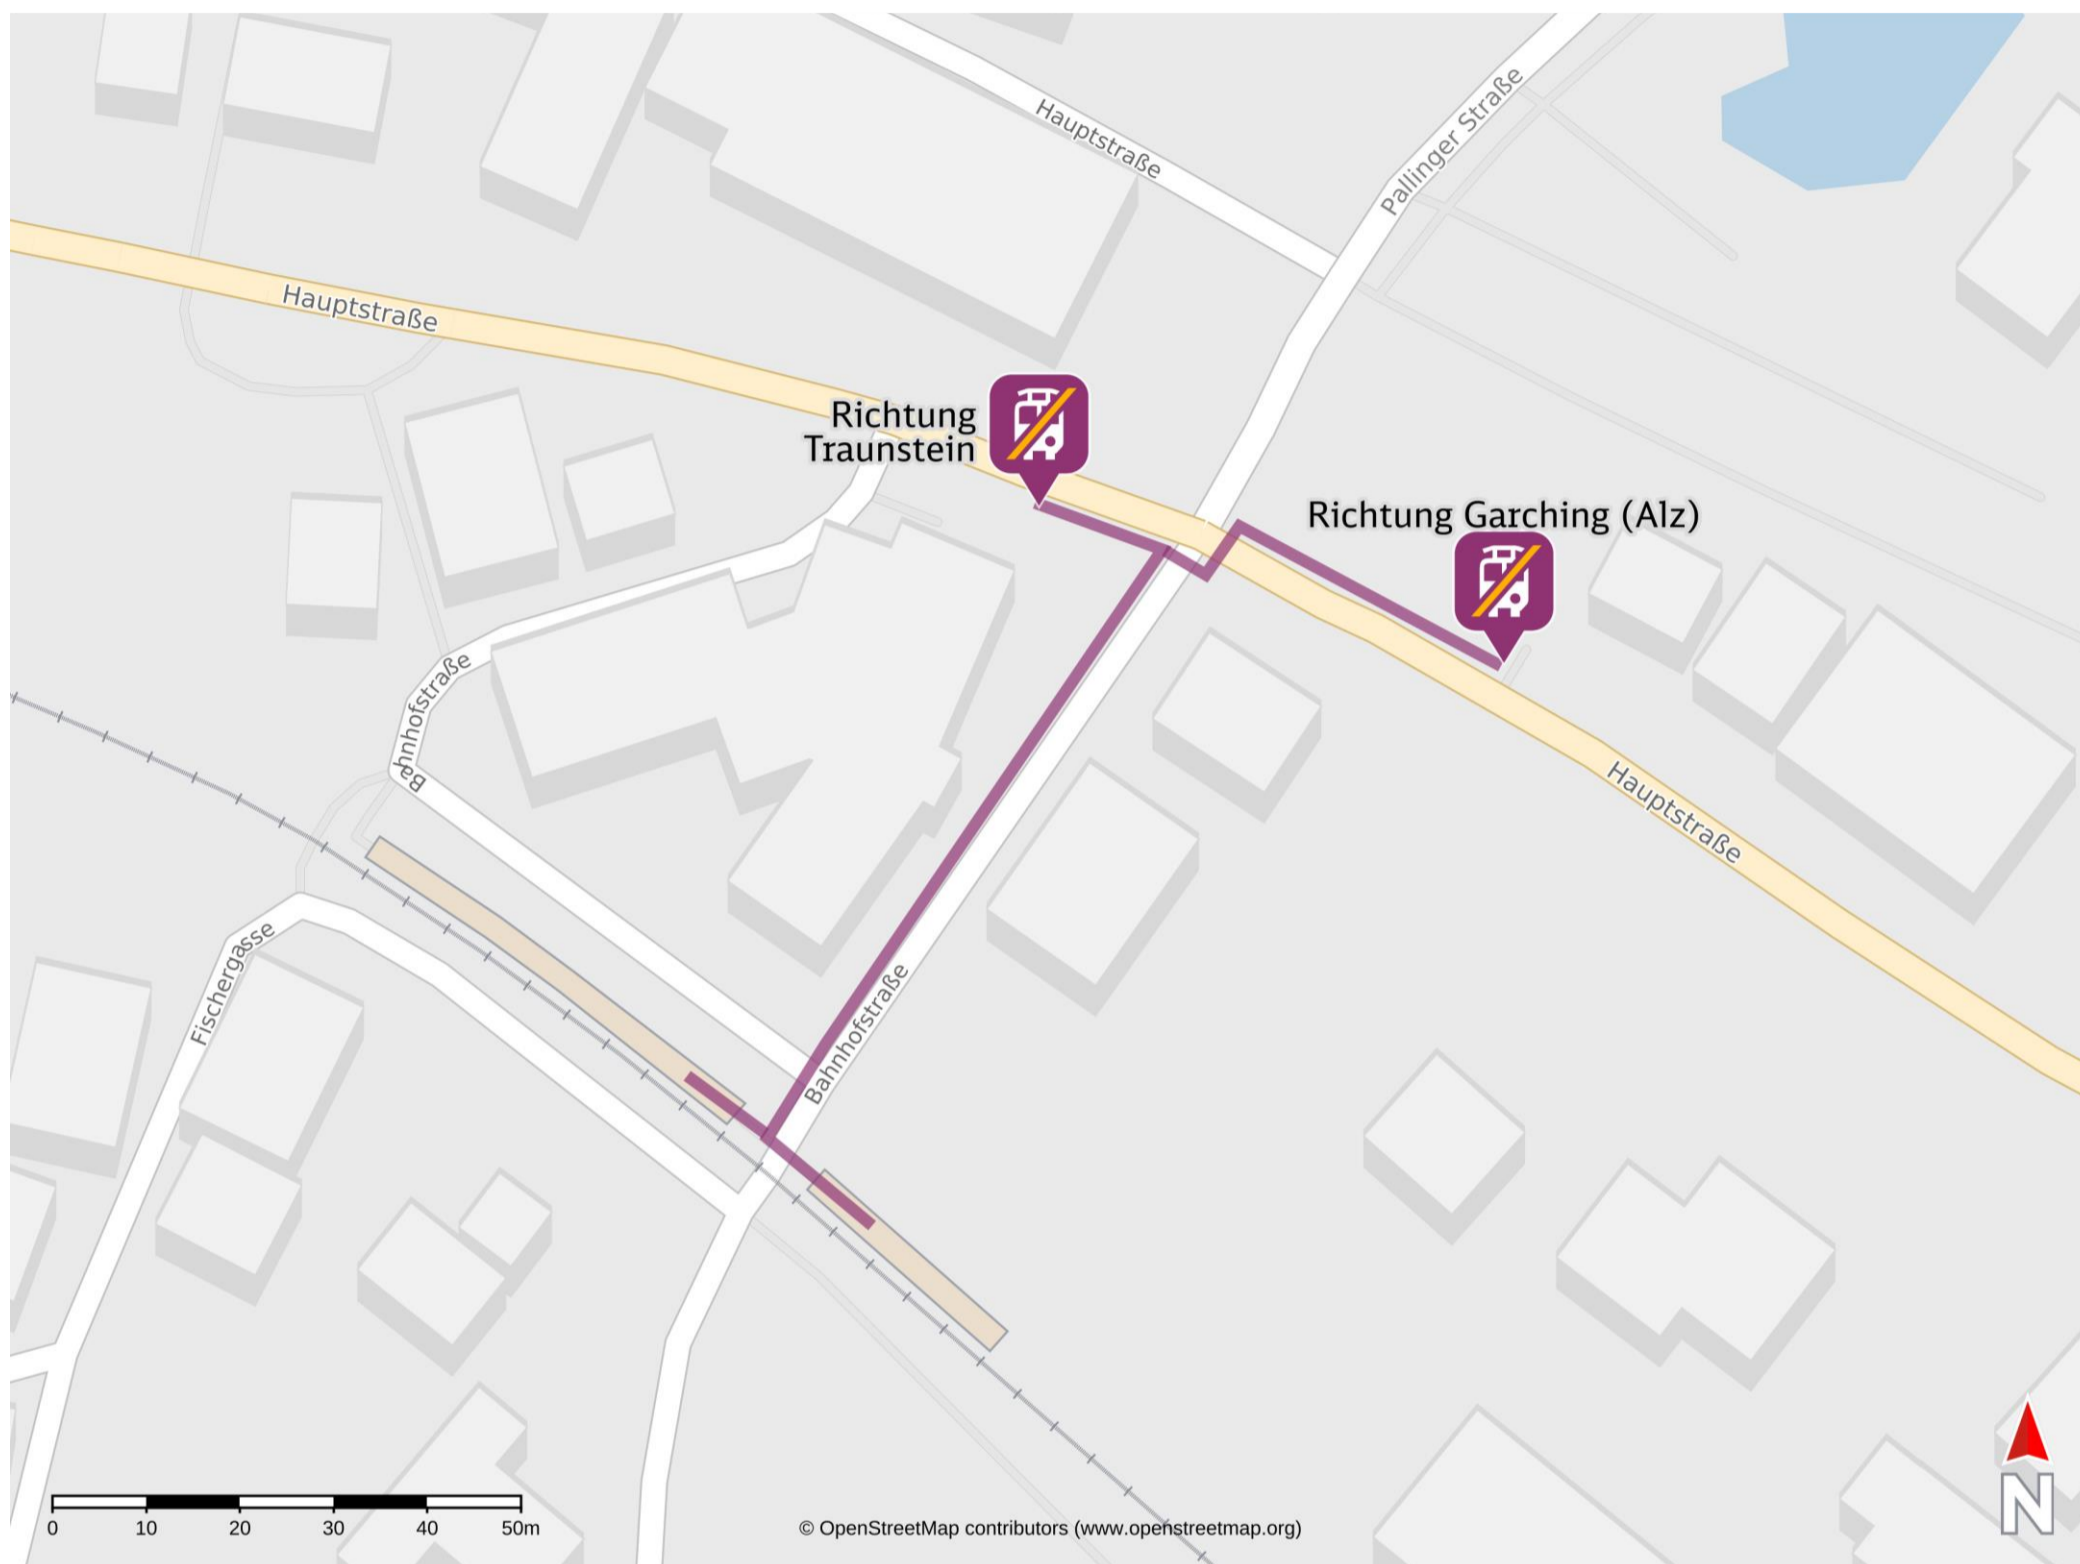 Hauptstraße
Pallinger Straße
Hauptstraße
Richtung
Traunstein
Richtung Garching (Alz)
Bahnhofstraße
Hauptstraße
Fischergasse
Bahnhofstraße
0 10 20 30 40 50m
© OpenStreetMap contributors (www.openstreetmap.org)
N